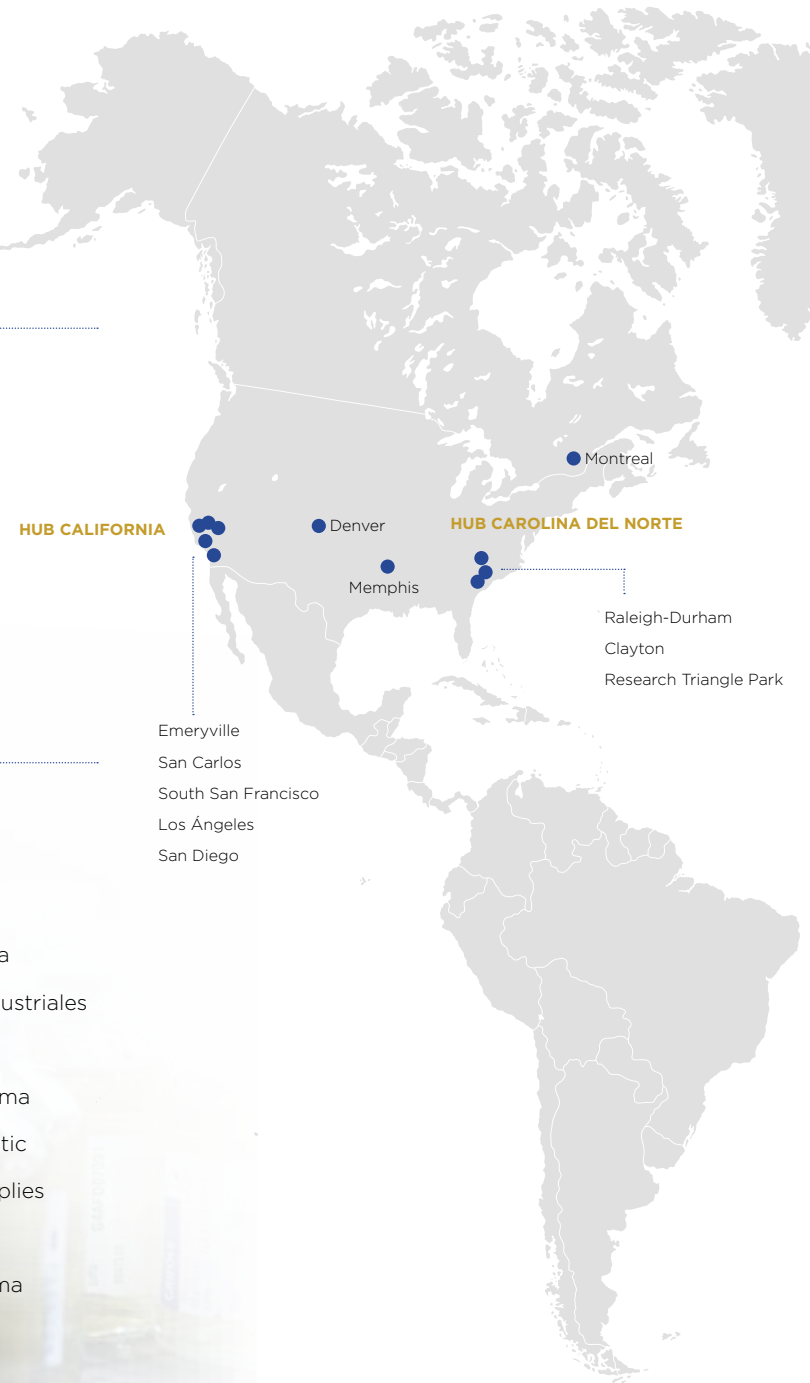 Montreal
HUB CALIFORNIA
Denver
HUB CAROLINA DEL NORTE
Memphis
Raleigh-Durham
Clayton
Research Triangle Park
Emeryville
San Carlos
South San Francisco
Los Ángeles
San Diego
a
ustriales
ma
tic
plies
ma